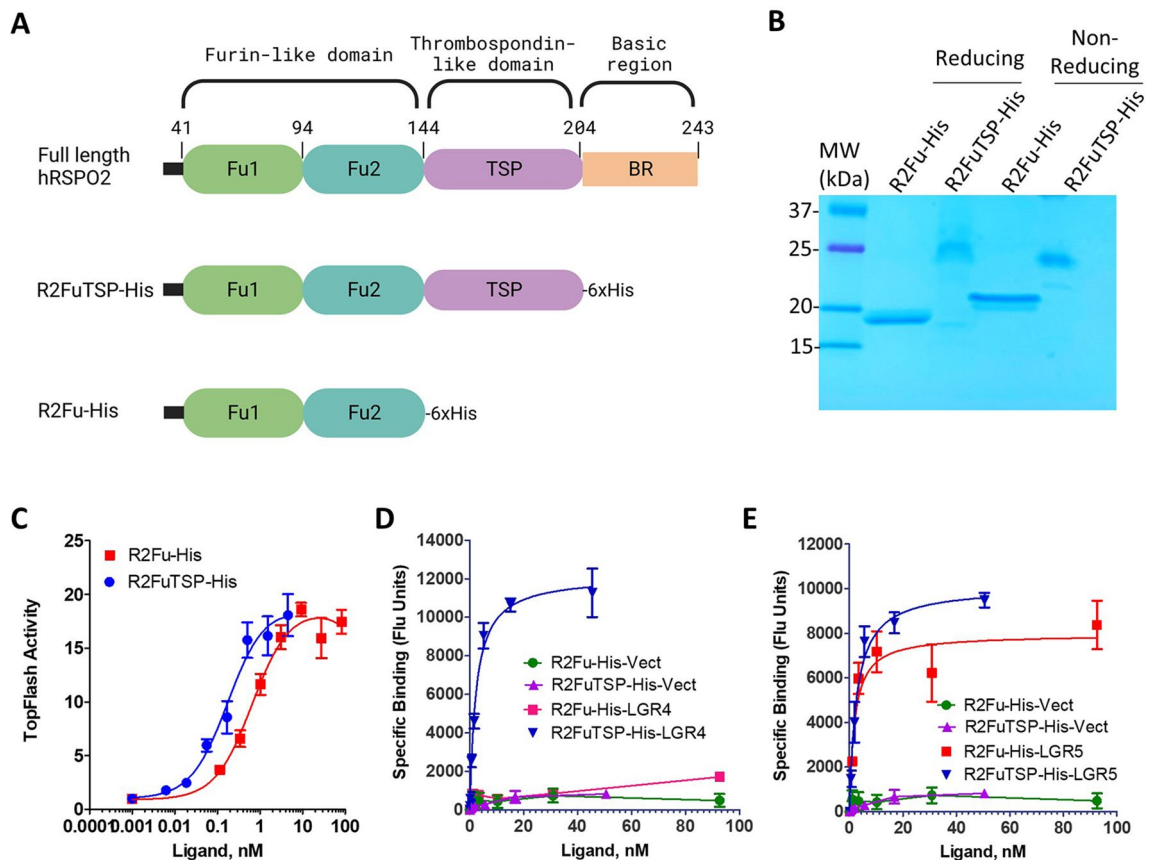 A
Furin-like domain
Thrombospondin-
like domain
Basic
region
41
94
144
204
243
Full length
hRSPO2
Fu1
Fu2
TSP
BR
R2FuTSP-His
Fu1
Fu2
TSP
-6xHis
R2Fu-His
Fu1
Fu2
-6xHis
B
Reducing
Non-
Reducing
MW
(kDa)
R2Fu-His
R2FuTSP-His
R2Fu-His
R2FuTSP-His
37-
25-
20-
15-
C
TopFlash Activity
25
20
15
10
5
0
R2Fu-His
R2FuTSP-His
0.0001
0.001
0.01
0.1
1
10
100
Ligand, nM
D
Specific Binding (Flu Units)
14000
12000
10000
8000
6000
4000
2000
0
R2Fu-His-Vect
R2FuTSP-His-Vect
R2Fu-His-LGR4
R2FuTSP-His-LGR4
0
20
40
60
80
100
Ligand, nM
E
Specific Binding (Flu Units)
12000
10000
8000
6000
4000
2000
0
R2Fu-His-Vect
R2FuTSP-His-Vect
R2Fu-His-LGR5
R2FuTSP-His-LGR5
0
20
40
60
80
100
Ligand, nM